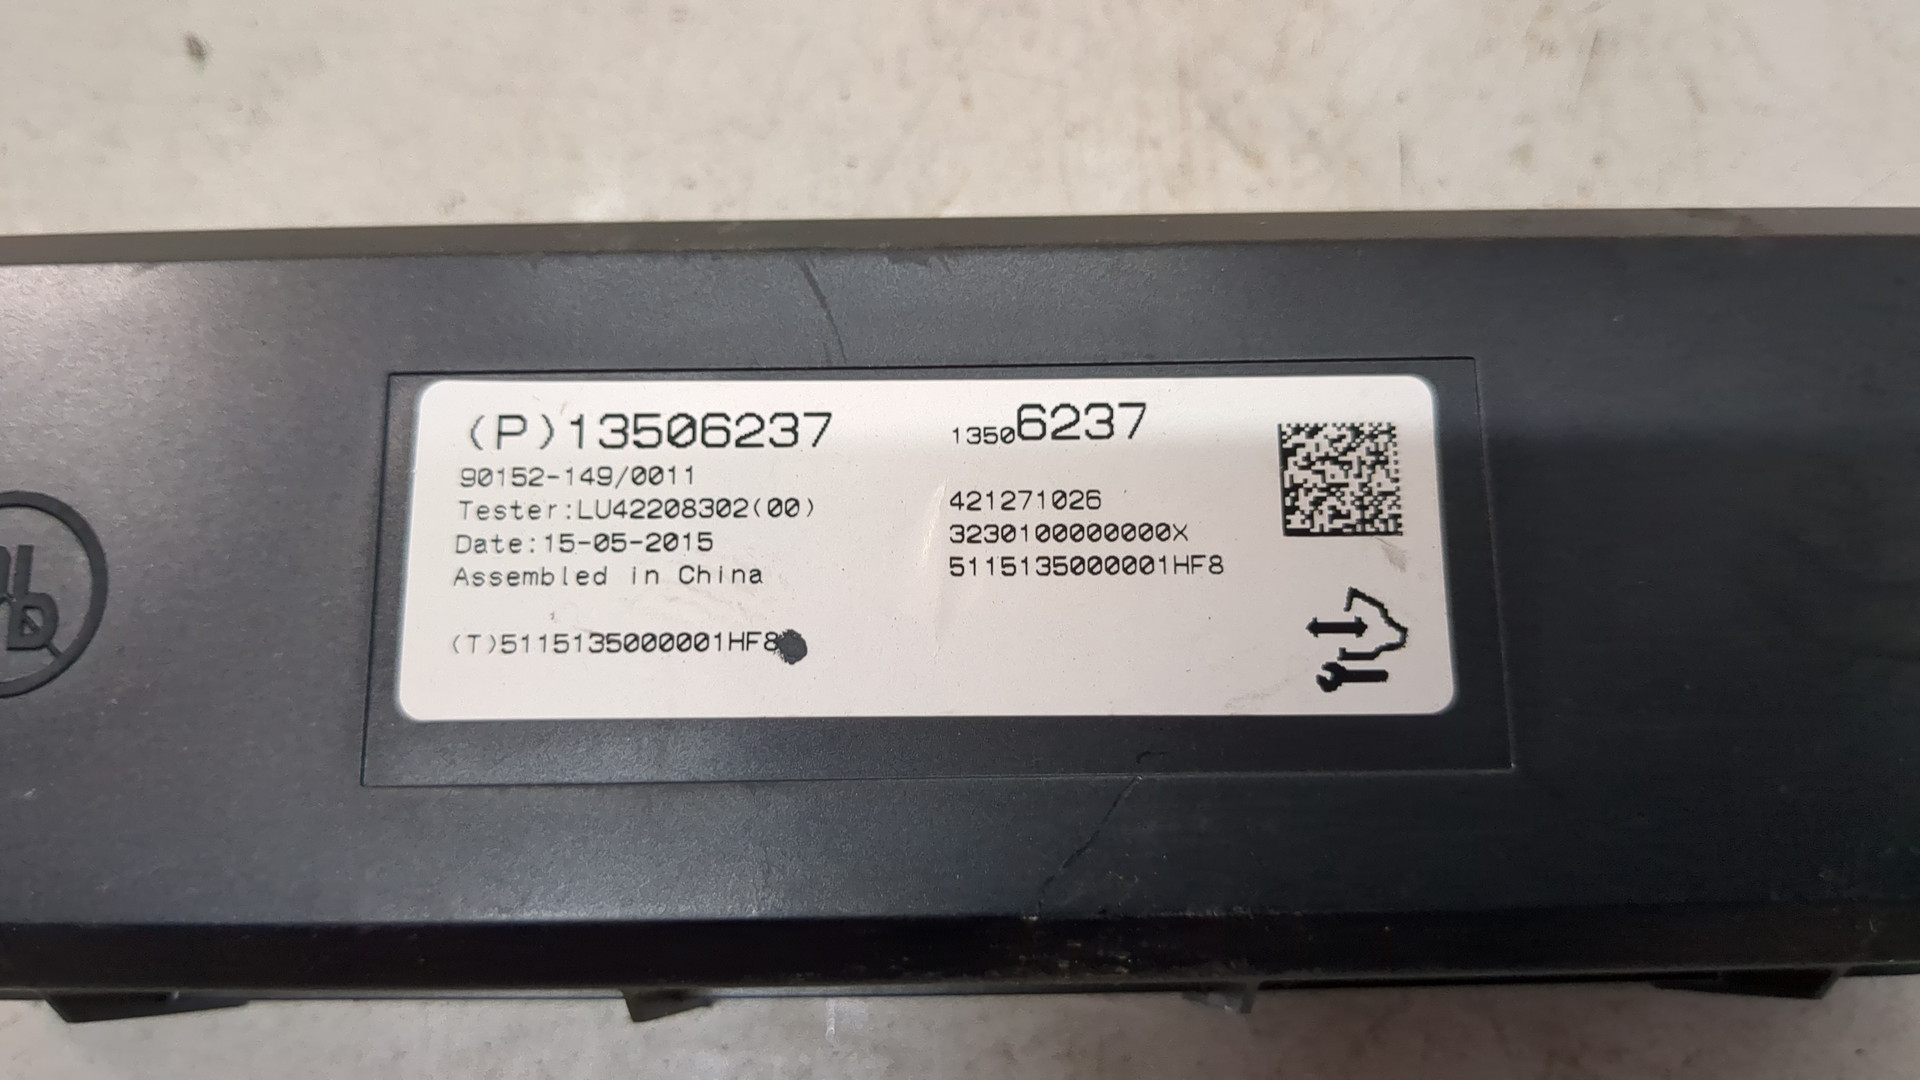 (P)13506237
90152-149/0011
Tester:LU42208302(00)
Date:15-05-2015
Assembled in China
(T)5115135000001HF8
13506237
421271026
3230100000000X
5115135000001HF8